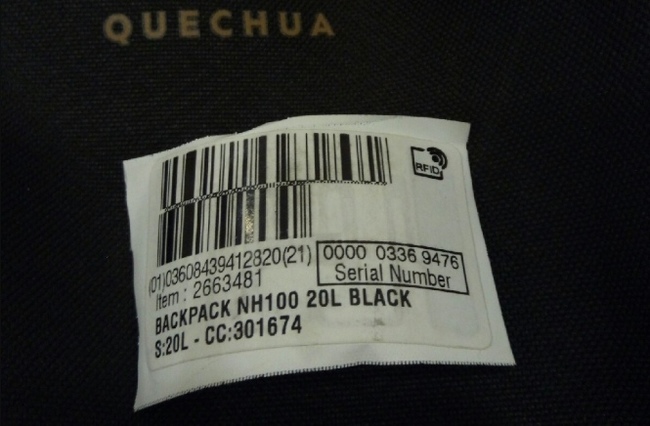 QUECHUA
RFID
(01)03608439412820(21)
0000 0336 9476
Serial Number
Item : 2663481
BACKPACK NH100 20L BLACK
S:20L - CC:301674